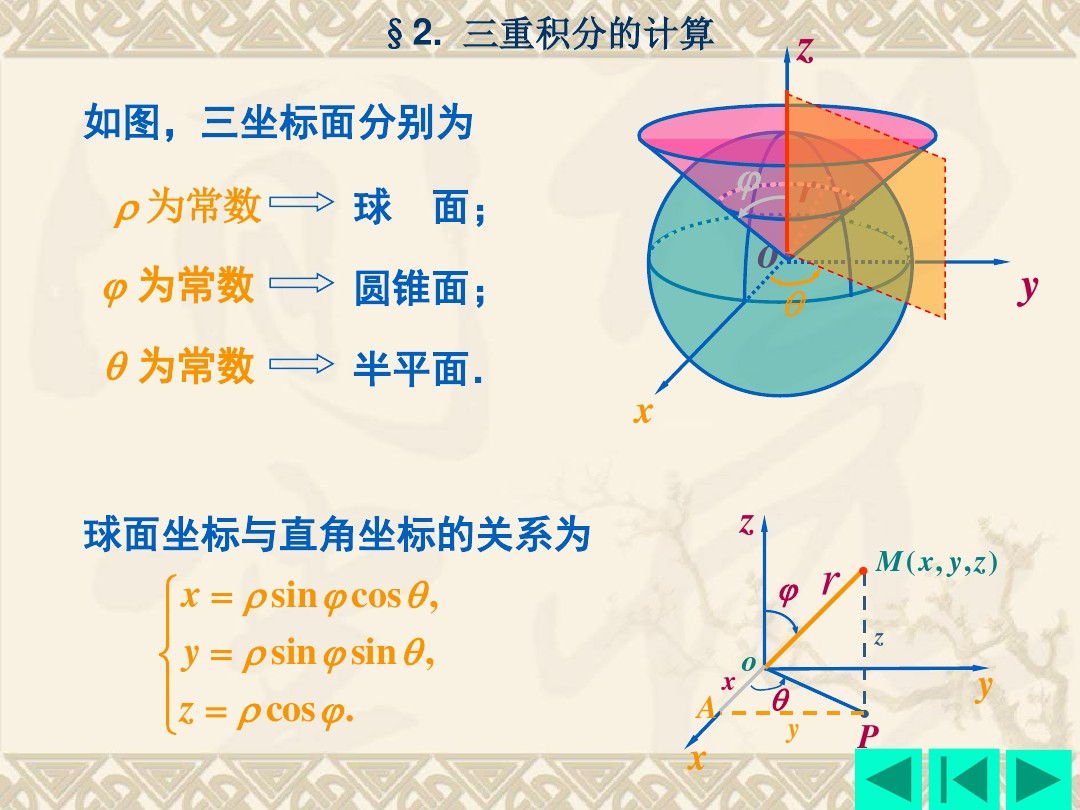 §2. 三重积分的计算
如图，三坐标面分别为
ρ为常数 球 面；
φ 为常数 圆锥面；
θ 为常数 半平面.
z
φ
r
o
θ
y
x
球面坐标与直角坐标的关系为
x = ρ sin φ cos θ,
y = ρ sin φ sin θ,
z = ρ cos φ.
z
M(x, y, z)
φ r
z
o
x
θ
y
A
y
P
x